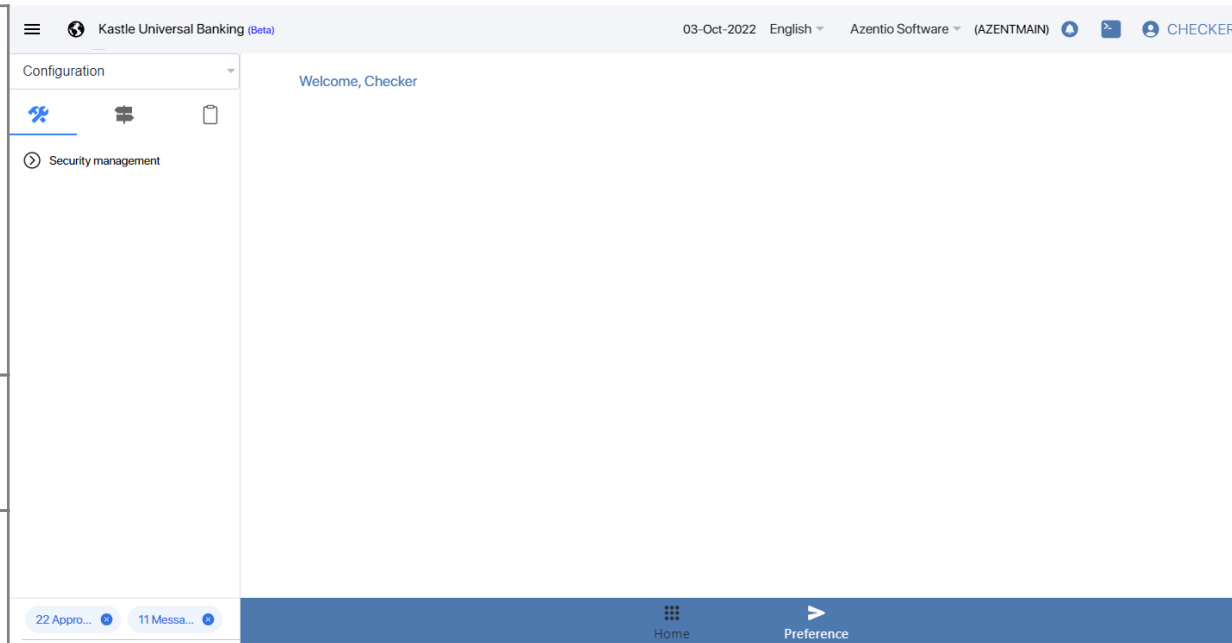 Kastle Universal Banking (Beta)
03-Oct-2022 English Azentio Software (AZENTMAIN) CHECKER
Configuration
Welcome, Checker
Security management
22 Appro... 11 Messa...
Home Preference